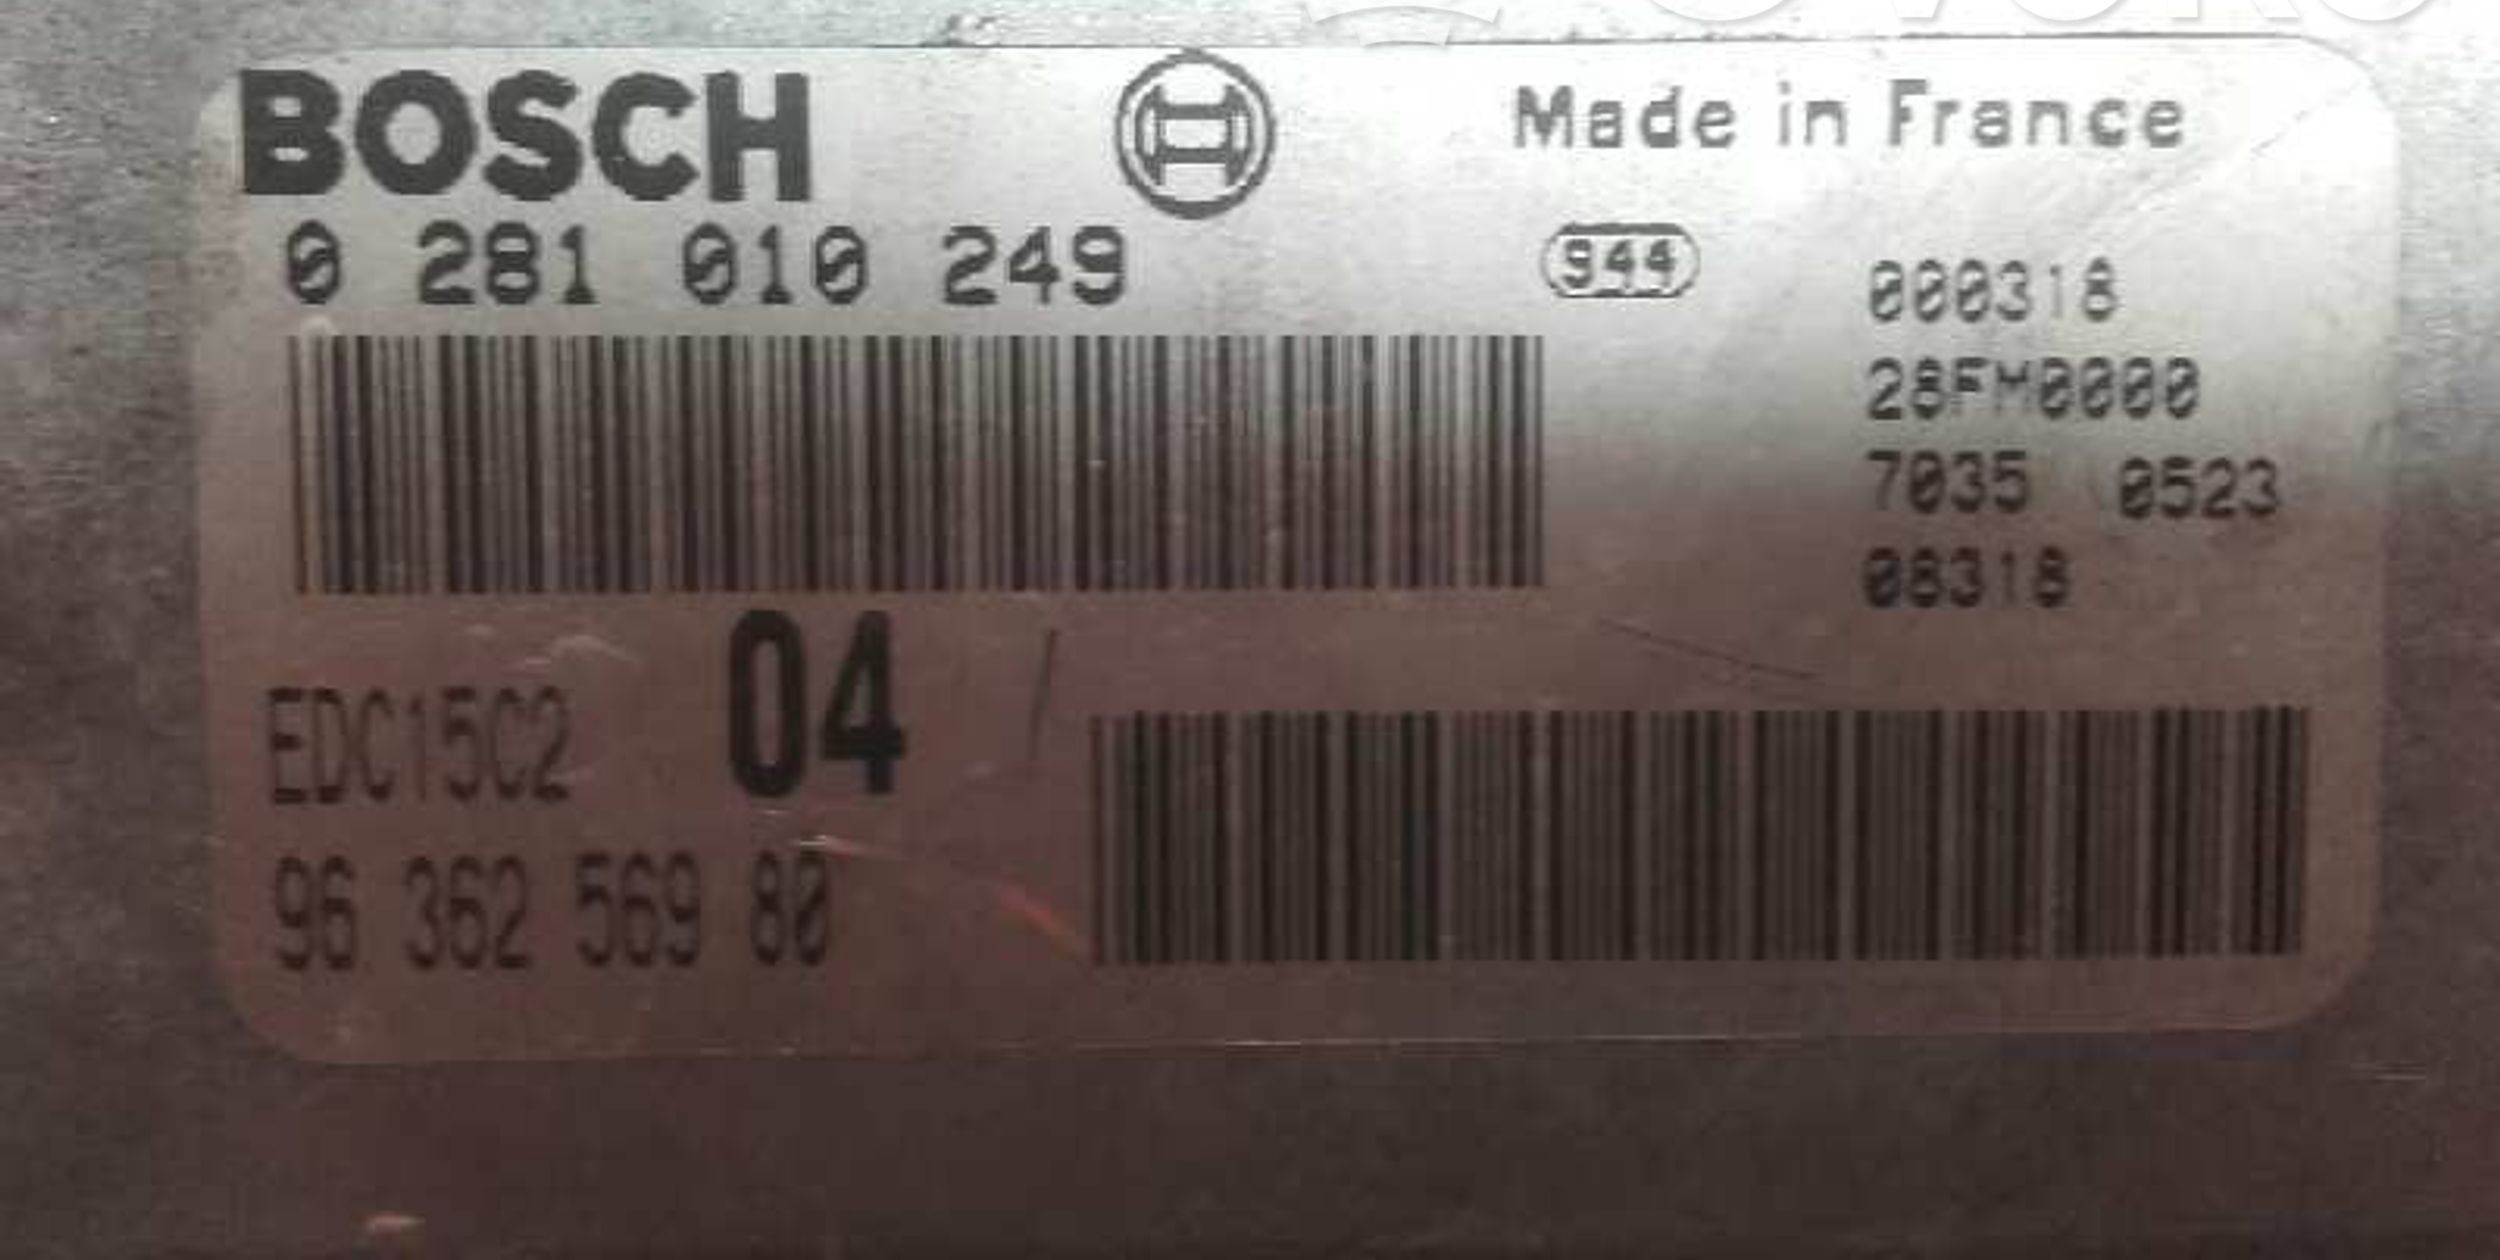 BOSCH Made in France
0 281 010 249 944 000318
28FM0000
7035 0523
08318
EDC15C2 04
96 362 569 80